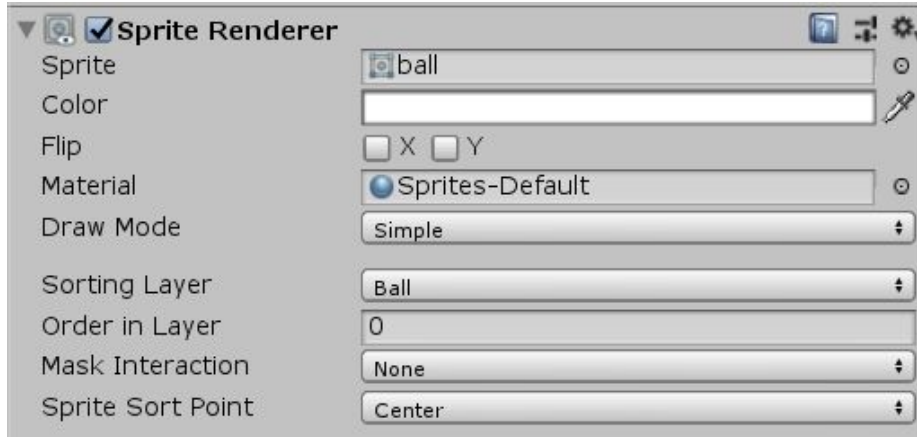 Sprite Renderer
Sprite ball
Color
Flip X Y
Material Sprites-Default
Draw Mode Simple
Sorting Layer Ball
Order in Layer 0
Mask Interaction None
Sprite Sort Point Center